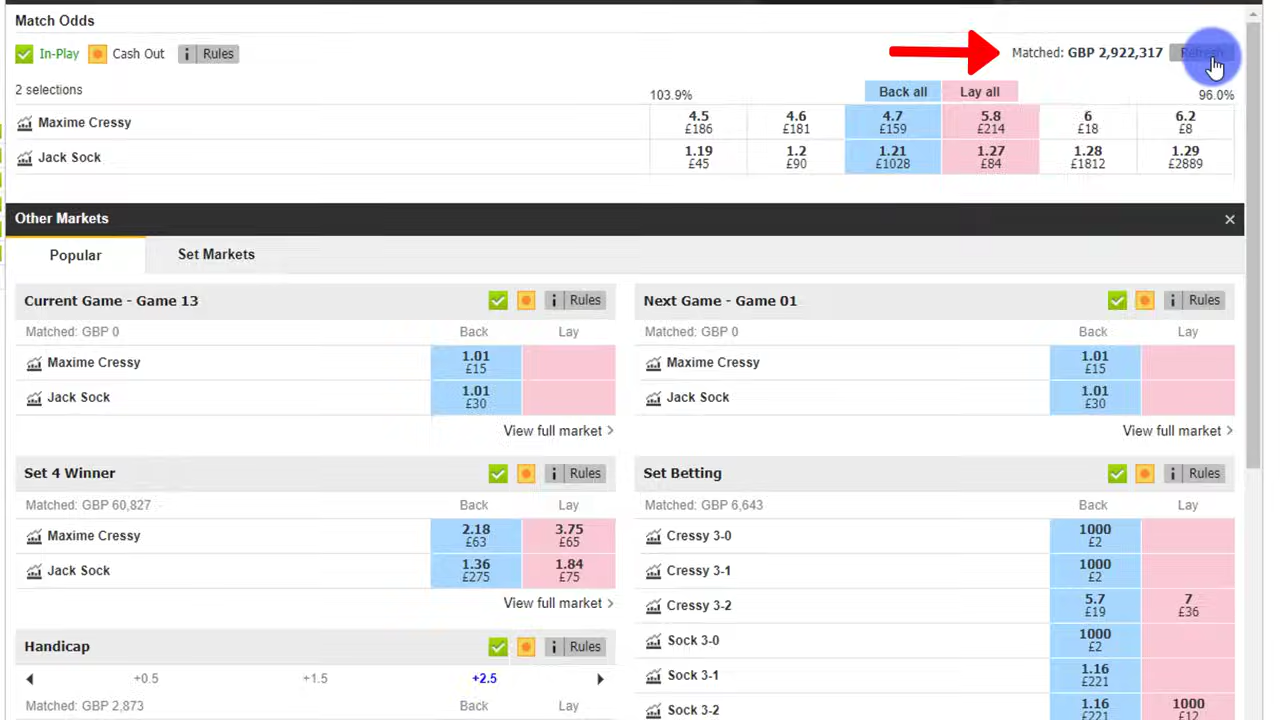 Match Odds
In-Play Cash Out i Rules Matched: GBP 2,922,317 Refresh
2 selections 103.9% Back all Lay all 96.0%
Maxime Cressy 4.5 4.6 4.7 5.8 6 6.2
£186 £181 £159 £214 £18 £8
Jack Sock 1.19 1.2 1.21 1.27 1.28 1.29
£45 £90 £1028 £84 £1812 £2889
Other Markets ×
Popular Set Markets
Current Game - Game 13 i Rules
Matched: GBP 0 Back Lay
Maxime Cressy 1.01
£15
Jack Sock 1.01
£30
View full market >
Next Game - Game 01 i Rules
Matched: GBP 0 Back Lay
Maxime Cressy 1.01
£15
Jack Sock 1.01
£30
View full market >
Set 4 Winner i Rules
Matched: GBP 60,827 Back Lay
Maxime Cressy 2.18 3.75
£63 £65
Jack Sock 1.36 1.84
£275 £75
View full market >
Set Betting i Rules
Matched: GBP 6,643 Back Lay
Cressy 3-0 1000
£2
Cressy 3-1 1000
£2
Cressy 3-2 5.7 7
£19 £36
Sock 3-0 1000
£2
Sock 3-1 1.16
£221
Sock 3-2 1.16 1000
£221 £12
Handicap i Rules
+0.5 +1.5 +2.5
Matched: GBP 2,873 Back Lay